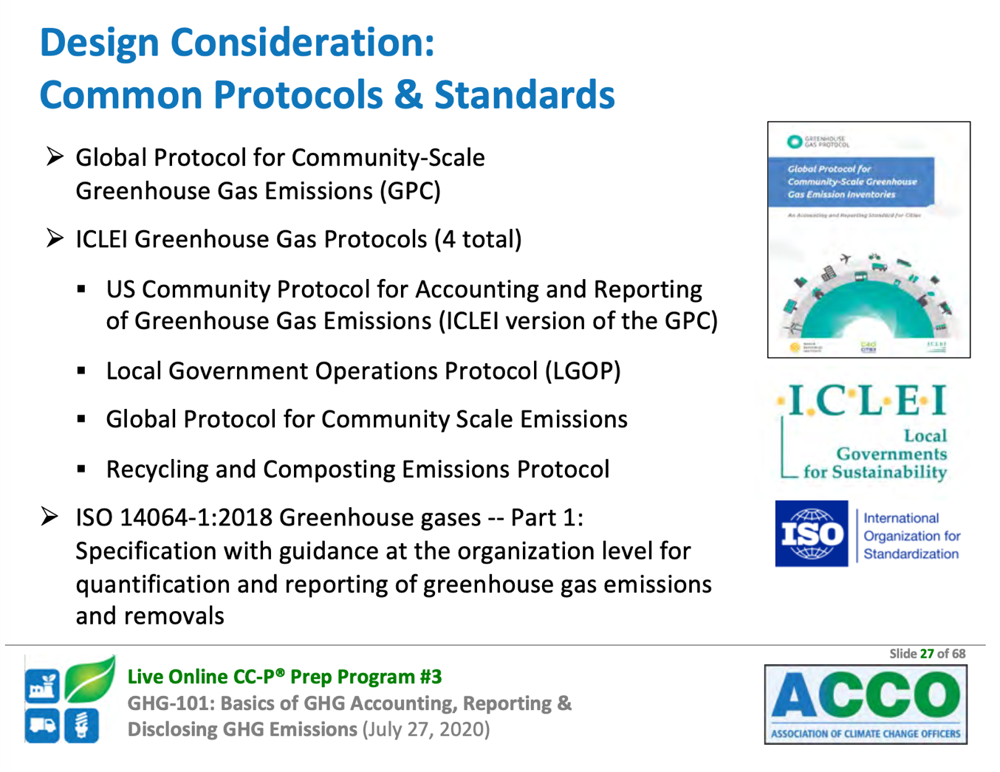 Design Consideration:
Common Protocols & Standards
➢ Global Protocol for Community-Scale
Greenhouse Gas Emissions (GPC)
➢ ICLEI Greenhouse Gas Protocols (4 total)
▪ US Community Protocol for Accounting and Reporting
of Greenhouse Gas Emissions (ICLEI version of the GPC)
▪ Local Government Operations Protocol (LGOP)
▪ Global Protocol for Community Scale Emissions
▪ Recycling and Composting Emissions Protocol
➢ ISO 14064-1:2018 Greenhouse gases -- Part 1:
Specification with guidance at the organization level for
quantification and reporting of greenhouse gas emissions
and removals
GREENHOUSE
GAS PROTOCOL
Global Protocol for
Community-Scale Greenhouse
Gas Emission Inventories
An Accounting and Reporting Standard for Cities
C40
CITIES
I.C.L.E.I
I.C.L.E.I
Local
Governments
for Sustainability
ISO
International
Organization for
Standardization
Slide 27 of 68
Live Online CC-P® Prep Program #3
GHG-101: Basics of GHG Accounting, Reporting &
Disclosing GHG Emissions (July 27, 2020)
ACCO
ASSOCIATION OF CLIMATE CHANGE OFFICERS